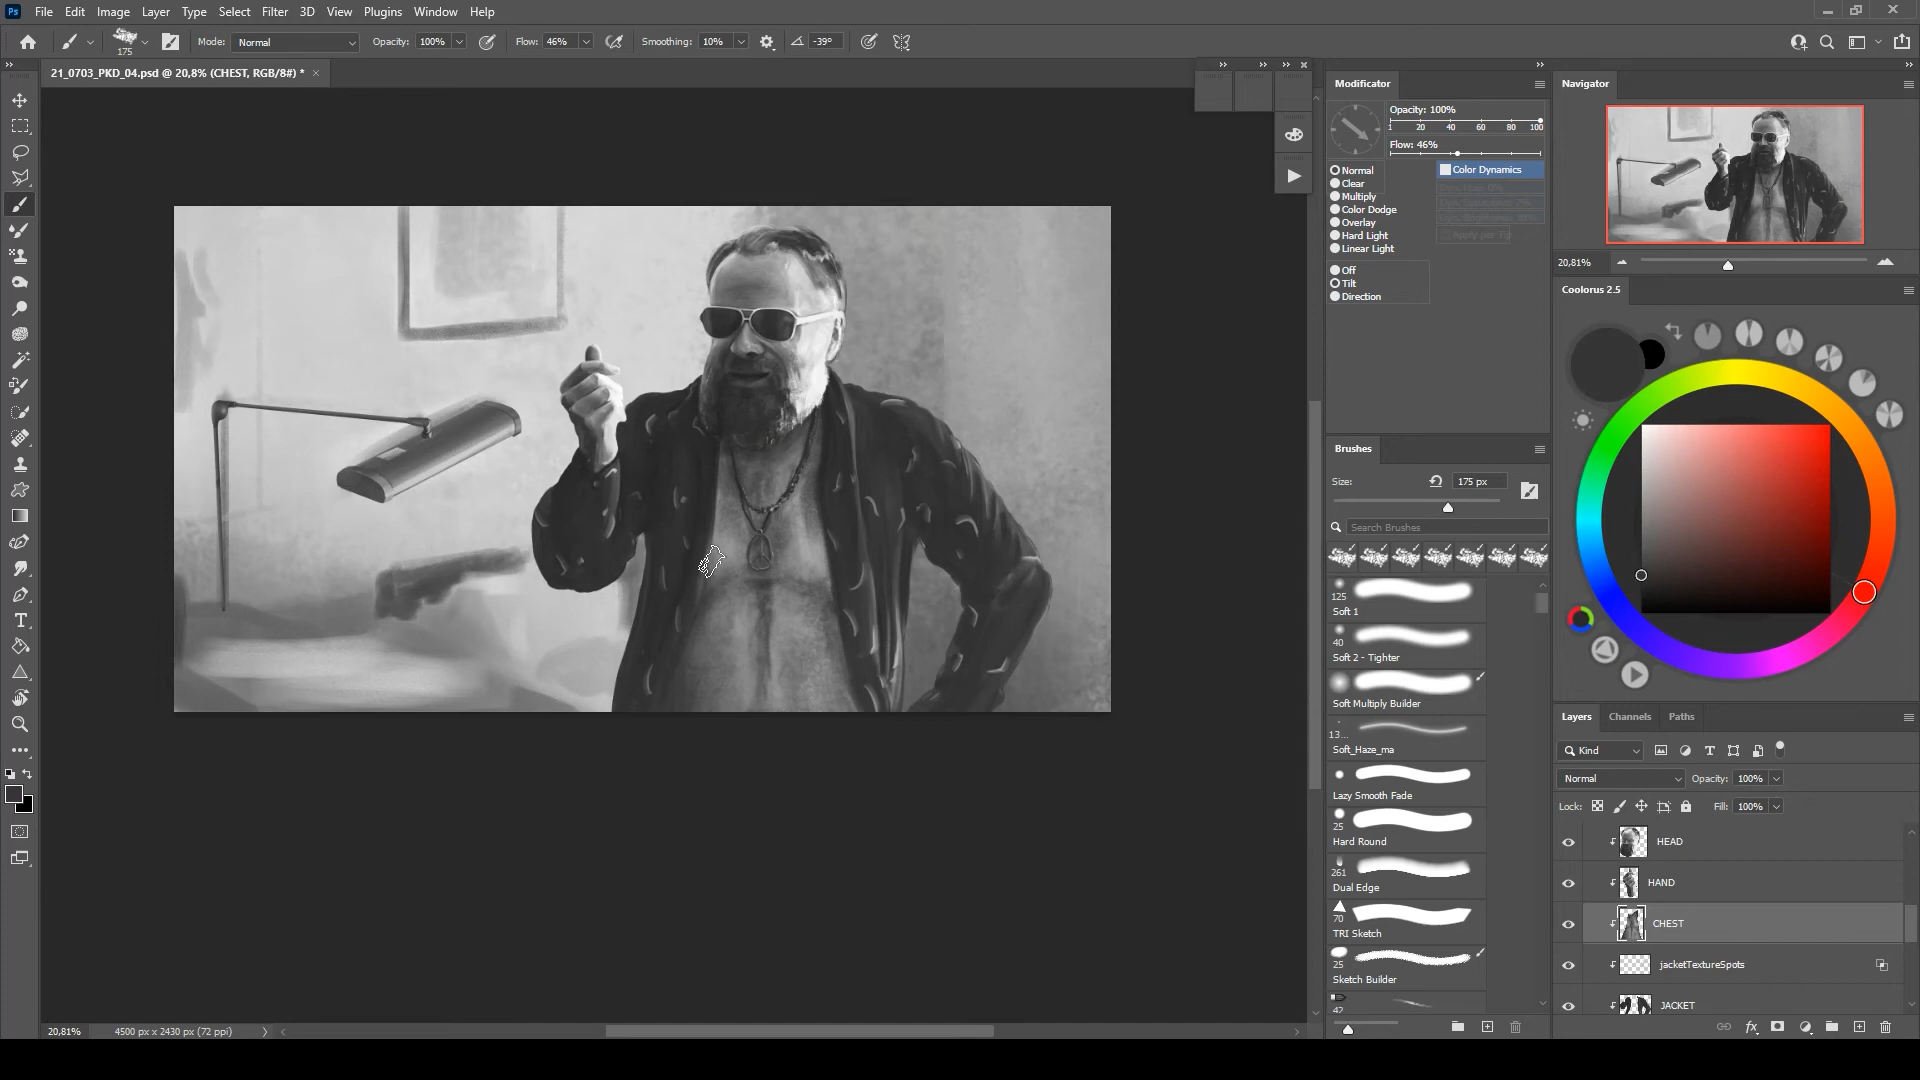 Ps File Edit Image Layer Type Select Filter 3D View Plugins Window Help
175 Mode: Normal Opacity: 100% Flow: 46% Smoothing: 10% -39°
21_0703_PKD_04.psd @ 20,8% (CHEST, RGB/8#) * ×
Modificator
Opacity: 100%
1 20 40 60 80 100
Flow: 46%
Normal
Clear
Multiply
Color Dodge
Overlay
Hard Light
Linear Light
Color Dynamics
Off
Tilt
Direction
Navigator
20,81%
Coolorus 2.5
Brushes
Size: 175 px
Search Brushes
125
Soft 1
40
Soft 2 - Tighter
Soft Multiply Builder
13...
Soft_Haze_ma
Lazy Smooth Fade
25
Hard Round
261
Dual Edge
70
TRI Sketch
25
Sketch Builder
42
Layers Channels Paths
Kind
Normal Opacity: 100%
Lock: Fill: 100%
HEAD
HAND
CHEST
jacketTextureSpots
JACKET
20,81% 4500 px x 2430 px (72 ppi)